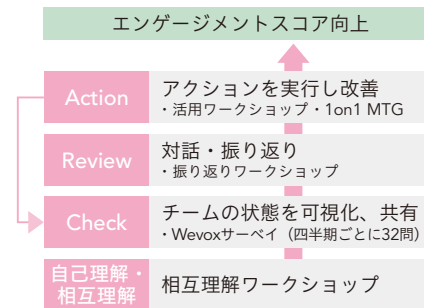 エンゲージメントスコア向上
Action
アクションを実行し改善
・活用ワークショップ・1on1 MTG
Review
対話・振り返り
・振り返りワークショップ
Check
チームの状態を可視化、共有
・Wevoxサーベイ（四半期ごとに32問）
自己理解・
相互理解
相互理解ワークショップ